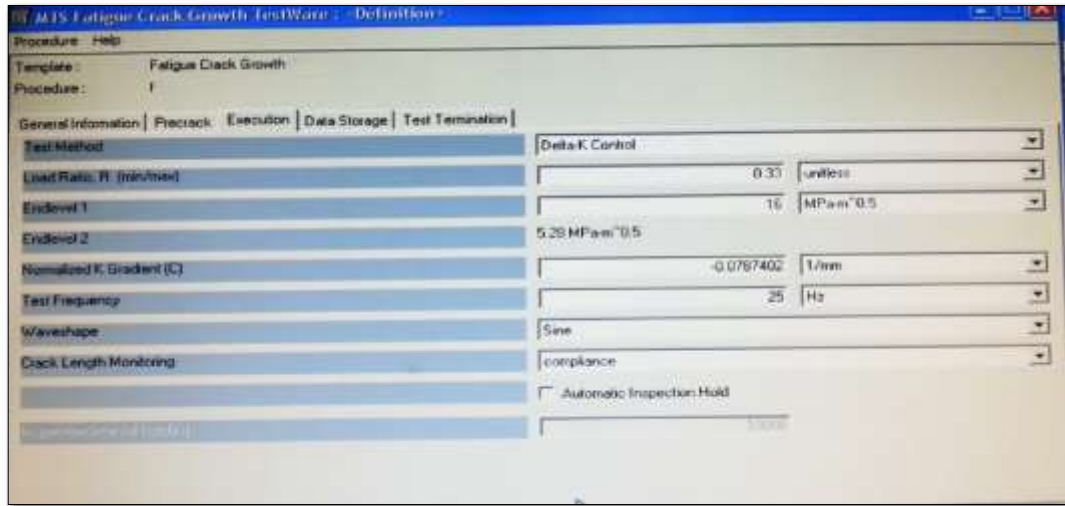 MTS Fatigue Crack Growth TestWare : <Definition>
Procedure Help
Template : Fatigue Crack Growth
Procedure : f
General Information Precrack Execution Data Storage Test Termination
Test Method Delta-K Control
Load Ratio, R (min/max) 0.33 unitless
Endlevel 1 16 MPa·m^0.5
Endlevel 2 5.28 MPa·m^0.5
Normalized K Gradient (C) -0.0787402 1/mm
Test Frequency 25 Hz
Waveshape Sine
Crack Length Monitoring compliance
Automatic Inspection Hold